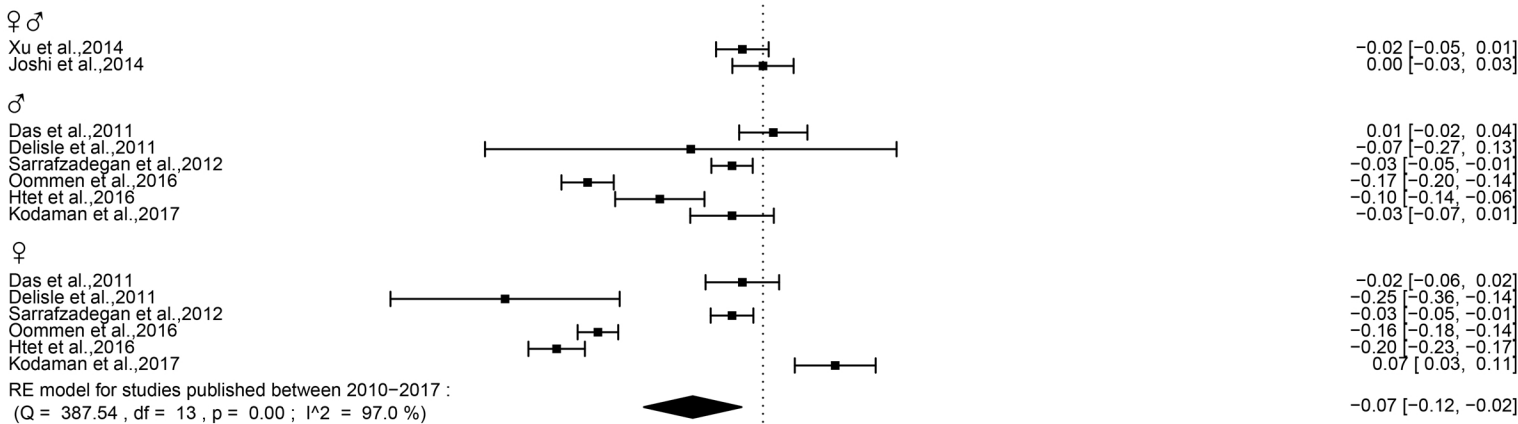 ♀♂
Xu et al.,2014 −0.02 [−0.05, 0.01]
Joshi et al.,2014 0.00 [−0.03, 0.03]
♂
Das et al.,2011 0.01 [−0.02, 0.04]
Delisle et al.,2011 −0.07 [−0.27, 0.13]
Sarrafzadegan et al.,2012 −0.03 [−0.05, −0.01]
Oommen et al.,2016 −0.17 [−0.20, −0.14]
Htet et al.,2016 −0.10 [−0.14, −0.06]
Kodaman et al.,2017 −0.03 [−0.07, 0.01]
♀
Das et al.,2011 −0.02 [−0.06, 0.02]
Delisle et al.,2011 −0.25 [−0.36, −0.14]
Sarrafzadegan et al.,2012 −0.03 [−0.05, −0.01]
Oommen et al.,2016 −0.16 [−0.18, −0.14]
Htet et al.,2016 −0.20 [−0.23, −0.17]
Kodaman et al.,2017 0.07 [ 0.03, 0.11]
RE model for studies published between 2010−2017 :
(Q = 387.54 , df = 13 , p = 0.00 ; I^2 = 97.0 %) −0.07 [−0.12, −0.02]